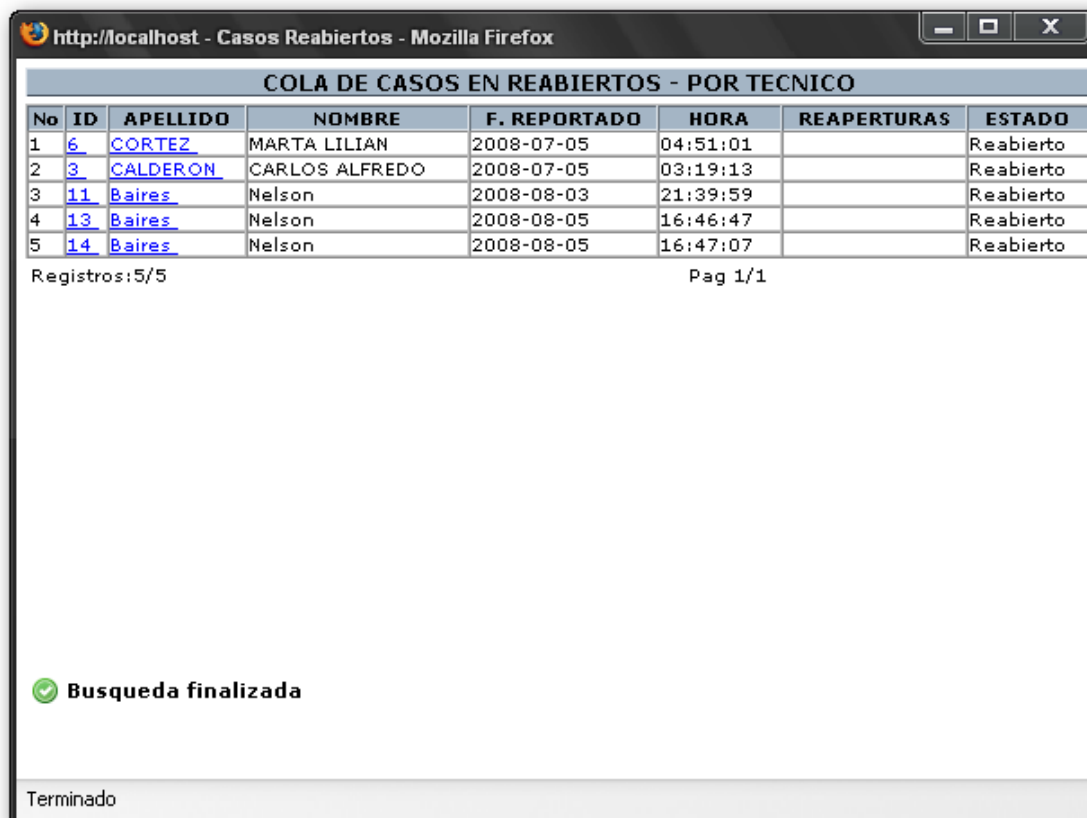 http://localhost - Casos Reabiertos - Mozilla Firefox
COLA DE CASOS EN REABIERTOS - POR TECNICO
No ID APELLIDO NOMBRE F. REPORTADO HORA REAPERTURAS ESTADO
1 6 CORTEZ MARTA LILIAN 2008-07-05 04:51:01 Reabierto
2 3 CALDERON CARLOS ALFREDO 2008-07-05 03:19:13 Reabierto
3 11 Baires Nelson 2008-08-03 21:39:59 Reabierto
4 13 Baires Nelson 2008-08-05 16:46:47 Reabierto
5 14 Baires Nelson 2008-08-05 16:47:07 Reabierto
Registros:5/5 Pag 1/1
Busqueda finalizada
Terminado